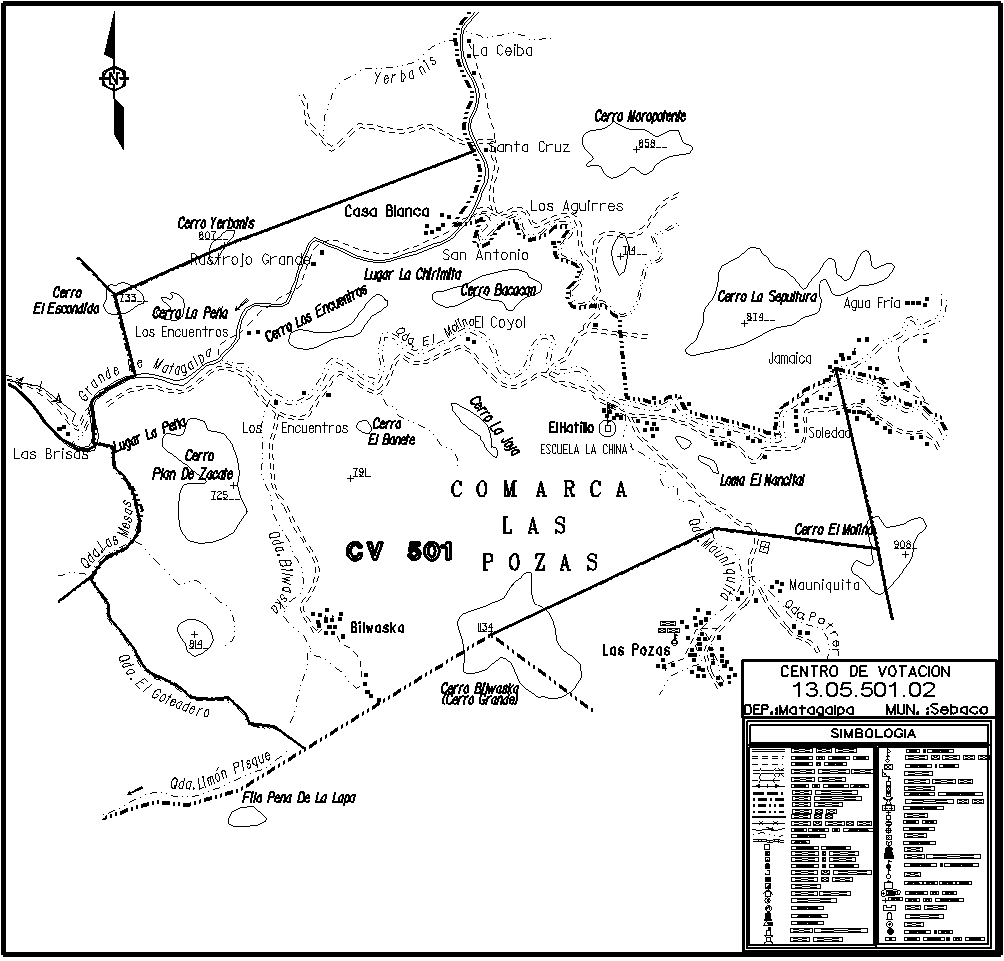 La Ceiba
Yerbanis
N
Cerro Moropotente
858
Santa Cruz
Casa Blanca
Los Aguirres
Cerro Yerbanis
807
Rastrojo Grande
San Antonio
714
Lugar La Chirimita
Cerro
El Escondido
733
Cerro La Peña
Los Encuentros
Cerro Los Encuentros
Cerro Bacacan
El Coyol
Qda. El Molino
Cerro La Sepultura
874
Agua Fria
Grande De Matagalpa
Jamaica
Las Brisas
Lugar La Peña
Cerro
Plan De Zacate
725
Los Encuentros
Cerro
El Banete
Cerro La Joya
El Hatillo
ESCUELA LA CHINA
Soledad
791
Loma El Nancital
COMARCA
LAS
POZAS
CV 501
Qda. Las Mesas
Qda. Bilwaska
Qda. Mauniquita
Cerro El Molino
908
Mauniquita
Qda. Potrer
814
Bilwaska
1134
Las Pozas
Qda. El Goteadero
Cerro Bilwaska
(Cerro Grande)
Qda. Limón Pisque
Fila Pena De La Lapa
CENTRO DE VOTACION
13.05.501.02
DEP.:Matagalpa MUN. :Sebaco
SIMBOLOGIA